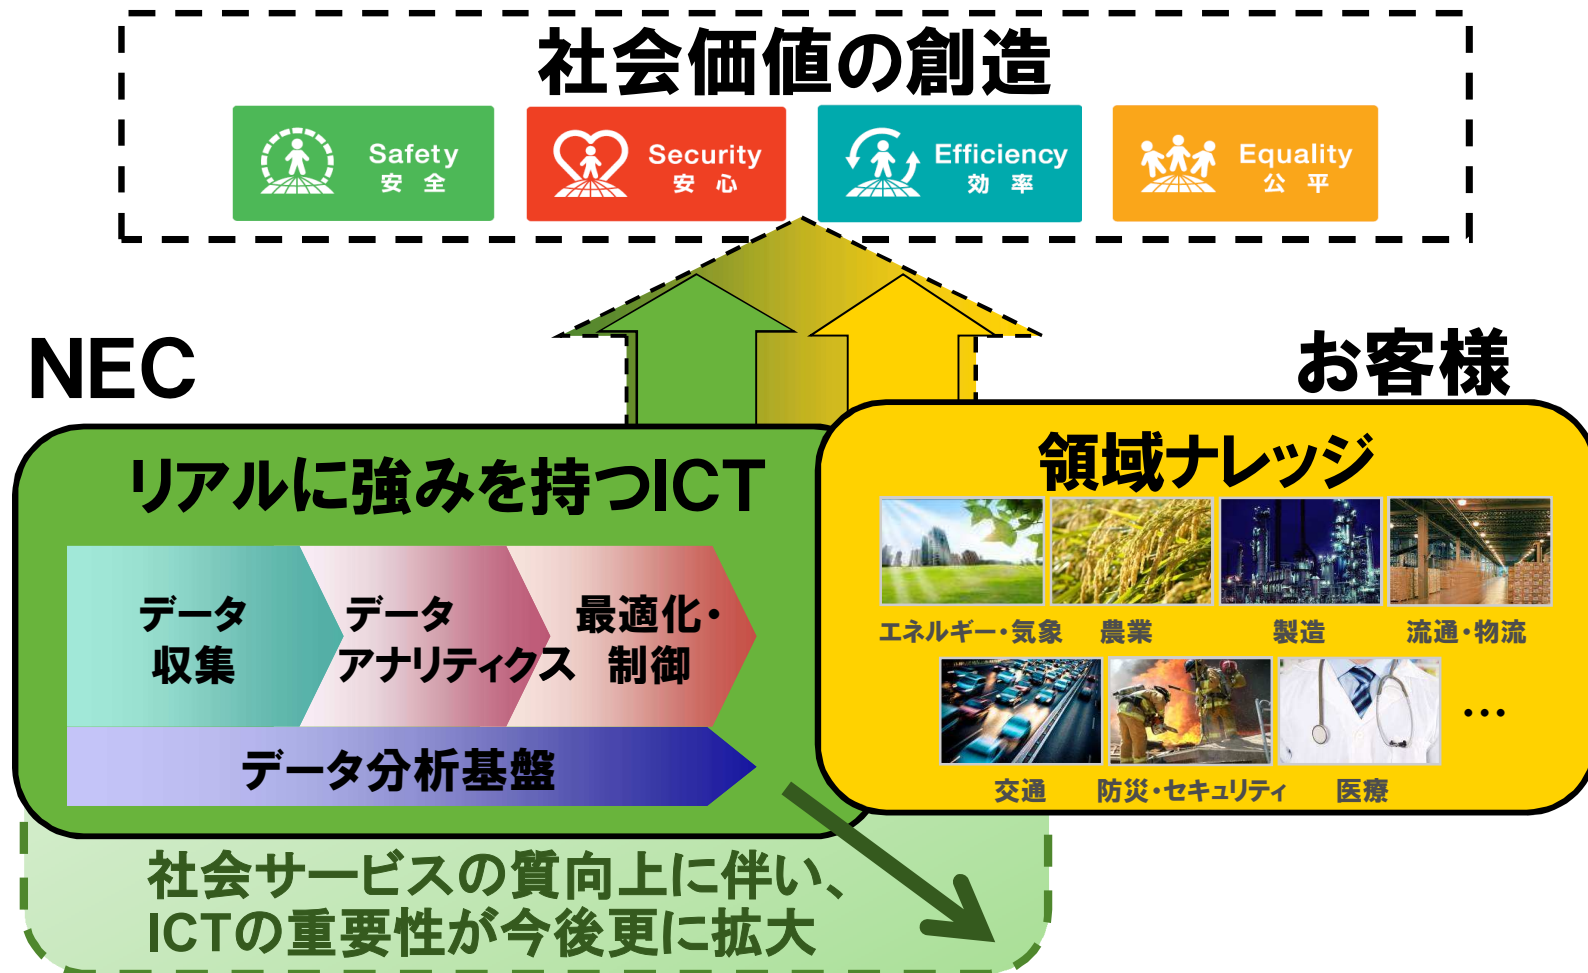 社会価値の創造
Safety
安全
Security
安心
Efficiency
効率
Equality
公平
NEC
お客様
リアルに強みを持つICT
データ
収集
データ
アナリティクス
最適化・
制御
データ分析基盤
領域ナレッジ
エネルギー・気象
農業
製造
流通・物流
交通
防災・セキュリティ
医療
…
社会サービスの質向上に伴い、
ICTの重要性が今後更に拡大